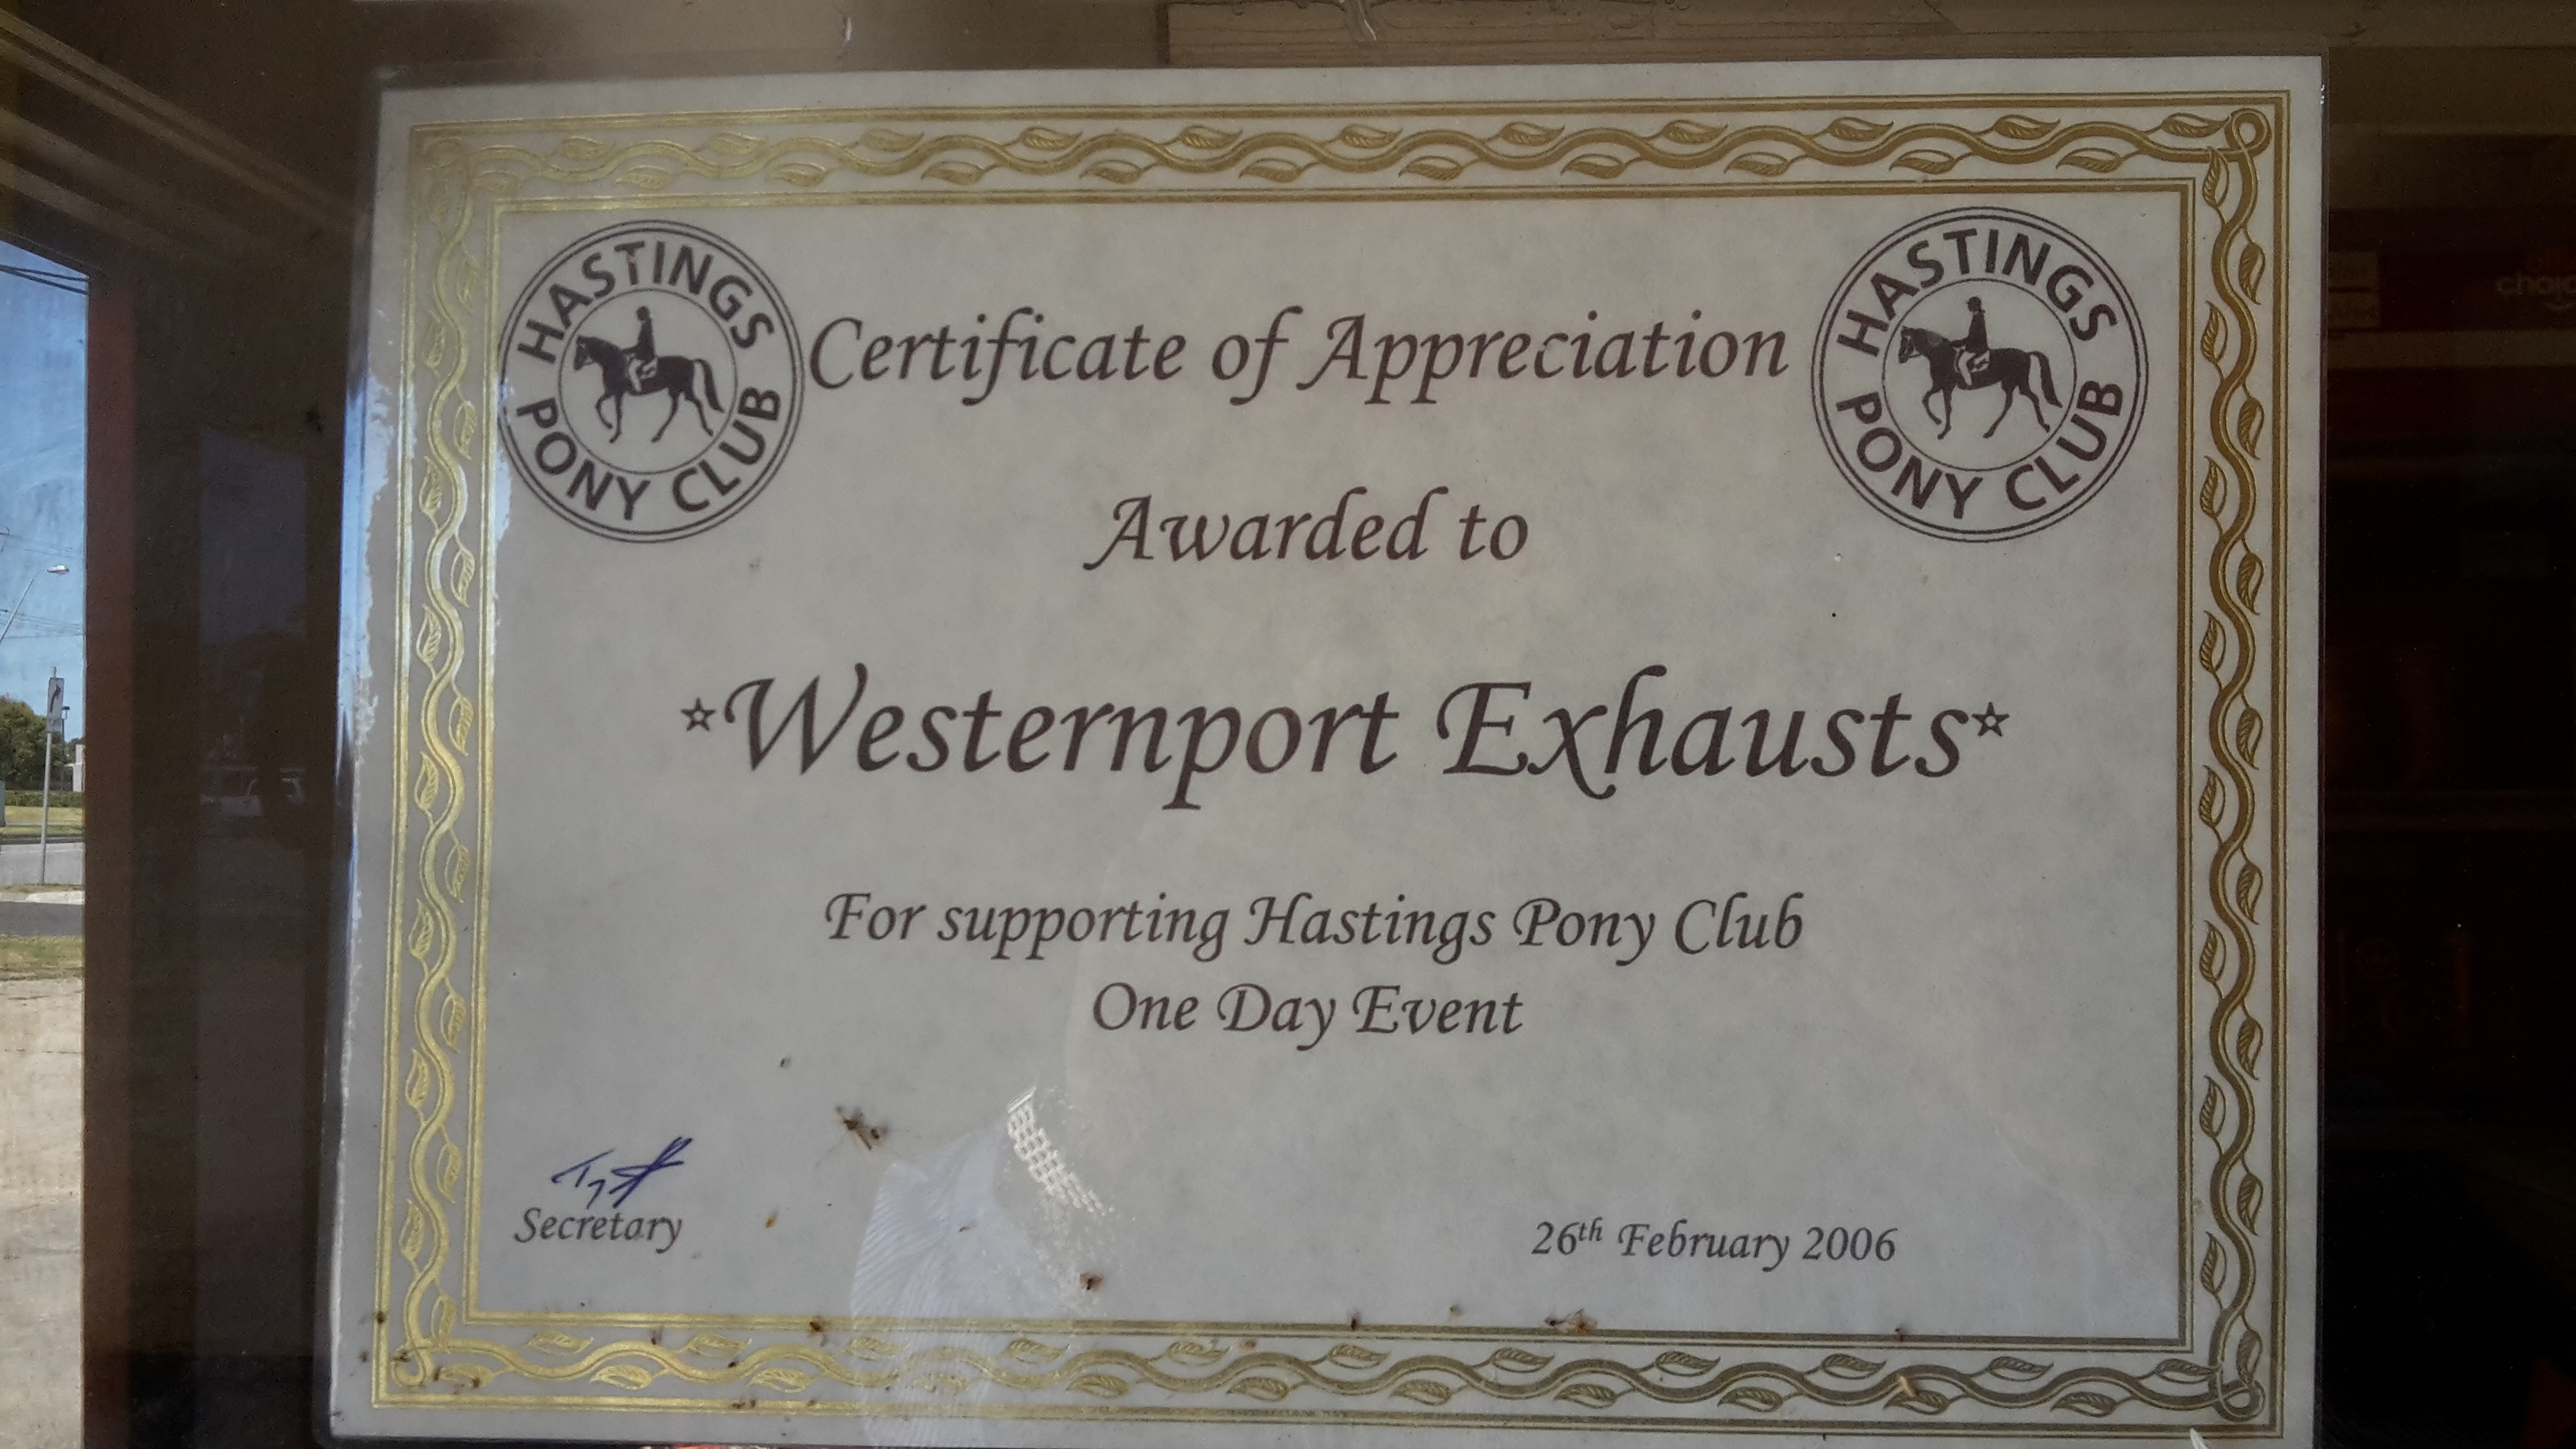 HASTINGS
PONY CLUB
HASTINGS
PONY CLUB
Certificate of Appreciation
Awarded to
☆Westernport Exhausts☆
For supporting Hastings Pony Club
One Day Event
Secretary
26th February 2006